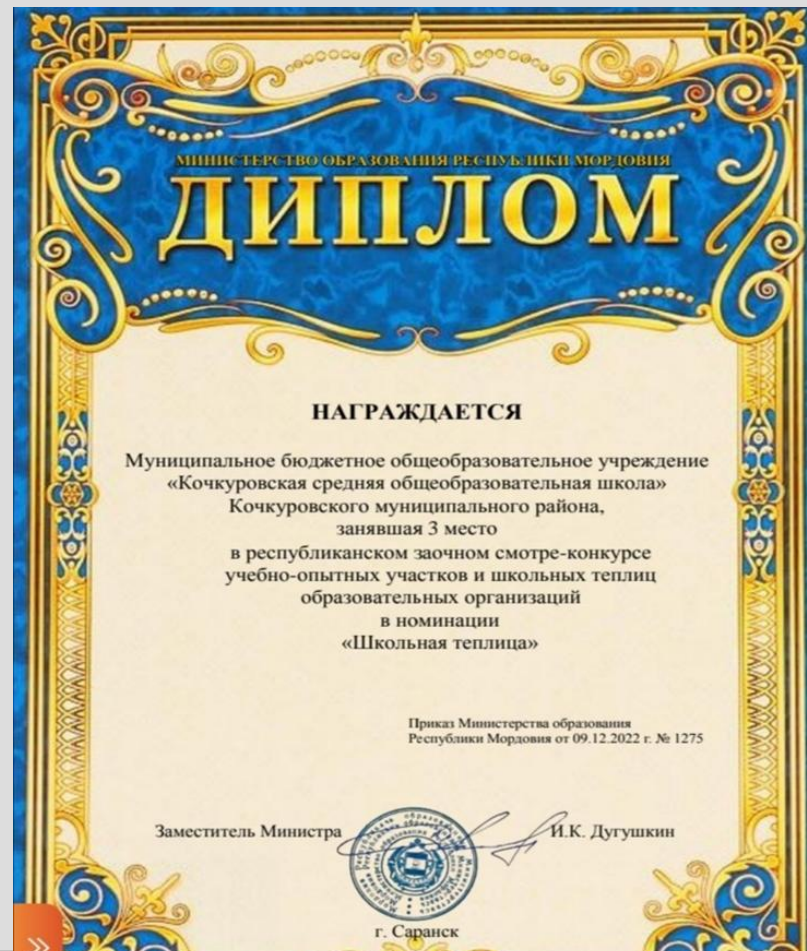 МИНИСТЕРСТВО ОБРАЗОВАНИЯ РЕСПУБЛИКИ МОРДОВИЯ
ДИПЛОМ
НАГРАЖДАЕТСЯ
Муниципальное бюджетное общеобразовательное учреждение
«Кочкуровская средняя общеобразовательная школа»
Кочкуровского муниципального района,
занявшая 3 место
в республиканском заочном смотре-конкурсе
учебно-опытных участков и школьных теплиц
образовательных организаций
в номинации
«Школьная теплица»
Приказ Министерства образования
Республики Мордовия от 09.12.2022 г. № 1275
Заместитель Министра И.К. Дугушкин
г. Саранск